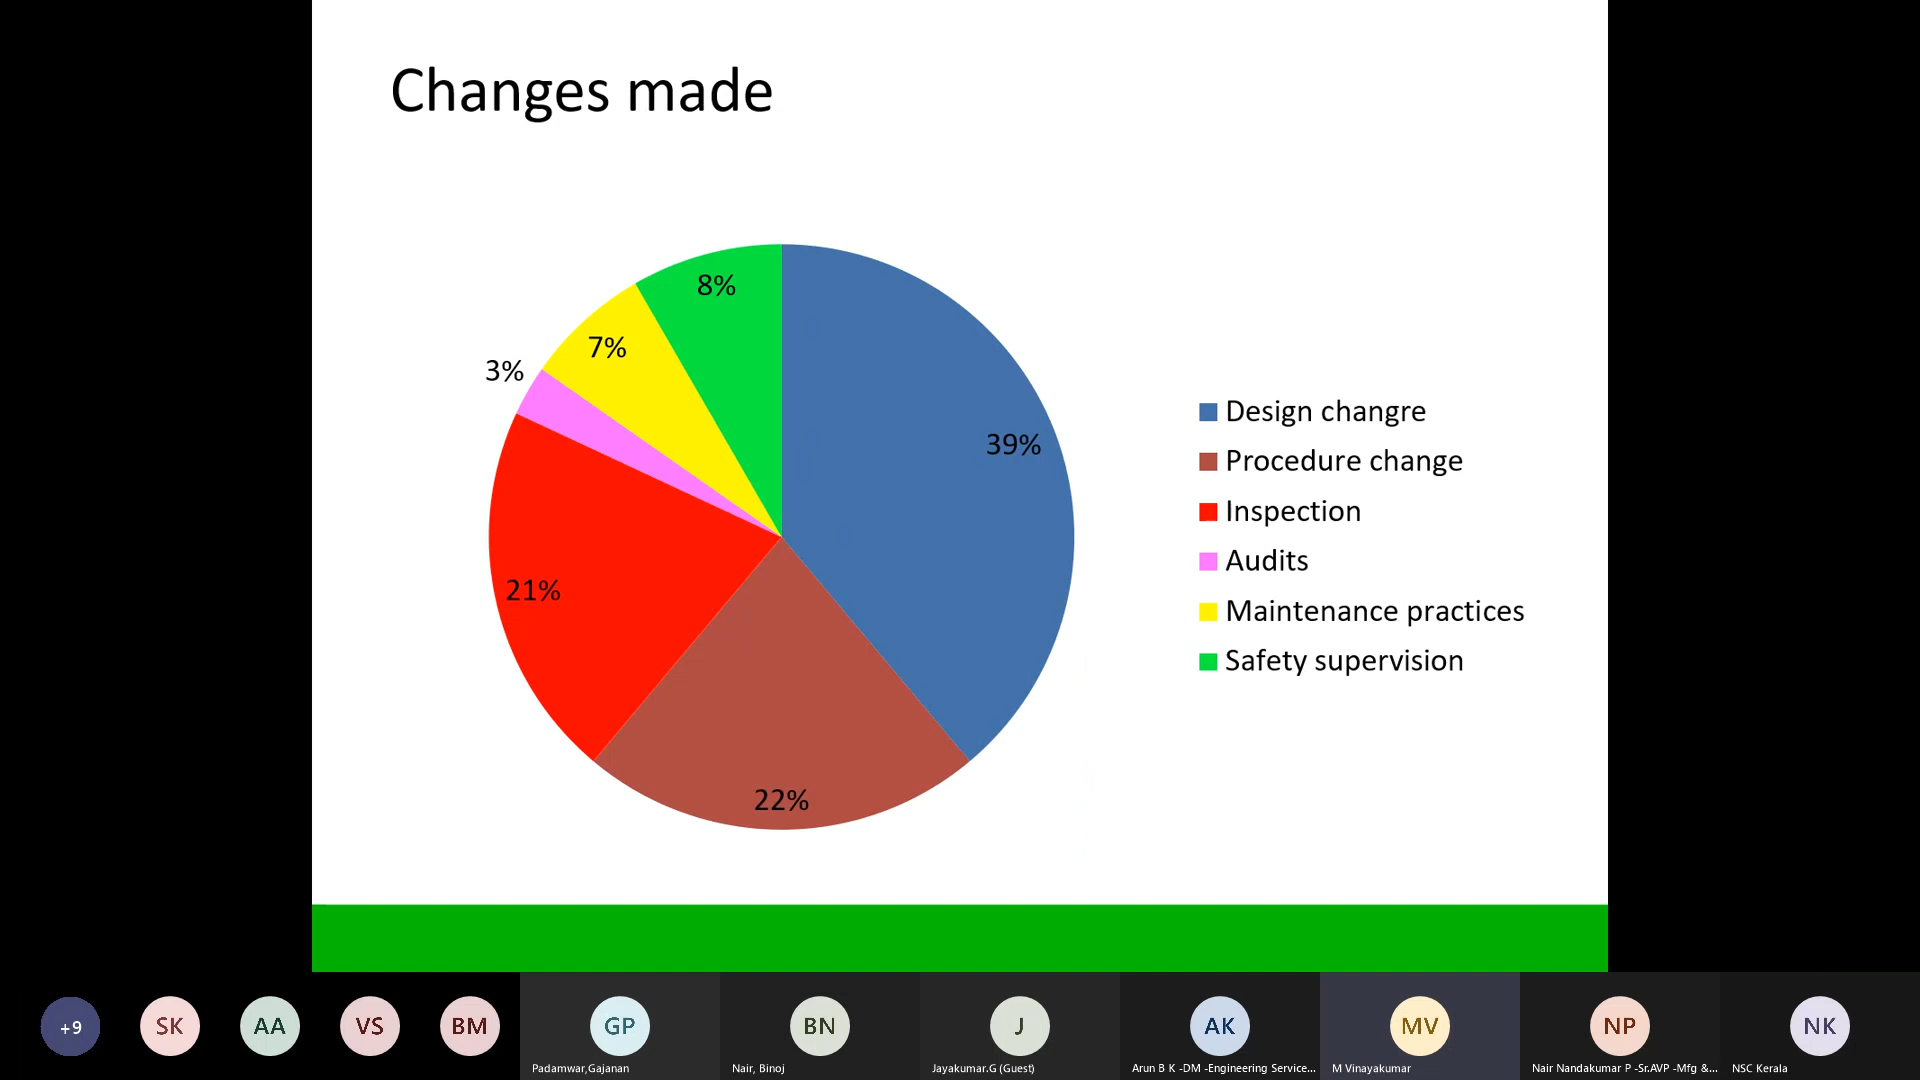 Changes made
8%
7%
3%
39%
21%
22%
Design changre
Procedure change
Inspection
Audits
Maintenance practices
Safety supervision
+9
SK
AA
VS
BM
GP
BN
J
AK
MV
NP
NK
Padamwar,Gajanan
Nair, Binoj
Jayakumar.G (Guest)
Arun B K -DM -Engineering Service...
M Vinayakumar
Nair Nandakumar P -Sr.AVP -Mfg &...
NSC Kerala